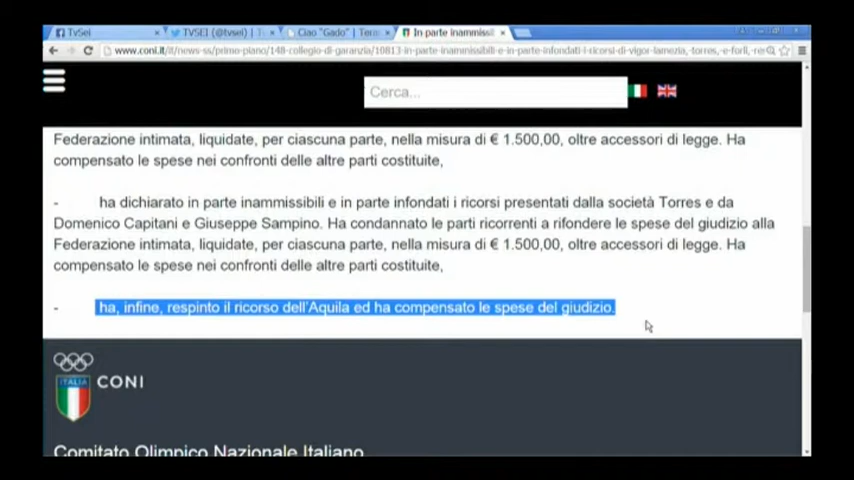 TvSei
TVSEI (@tvsei)
Ciao "Gado" |
In parte inammissi
www.coni.it/it/news-ss/primo-piano/148-collegio-di-garanzia/10813-in-parte-inammissibili-e-in-parte-infondati-i-ricorsi-di-vigor-lamezia,-torres,-e-forlì,-
Cerca...
Federazione intimata, liquidate, per ciascuna parte, nella misura di € 1.500,00, oltre accessori di legge. Ha
compensato le spese nei confronti delle altre parti costituite,
- ha dichiarato in parte inammissibili e in parte infondati i ricorsi presentati dalla società Torres e da
Domenico Capitani e Giuseppe Sampino. Ha condannato le parti ricorrenti a rifondere le spese del giudizio alla
Federazione intimata, liquidate, per ciascuna parte, nella misura di € 1.500,00, oltre accessori di legge. Ha
compensato le spese nei confronti delle altre parti costituite,
- ha, infine, respinto il ricorso dell'Aquila ed ha compensato le spese del giudizio.
ITALIA
CONI
Comitato Olimpico Nazionale Italiano